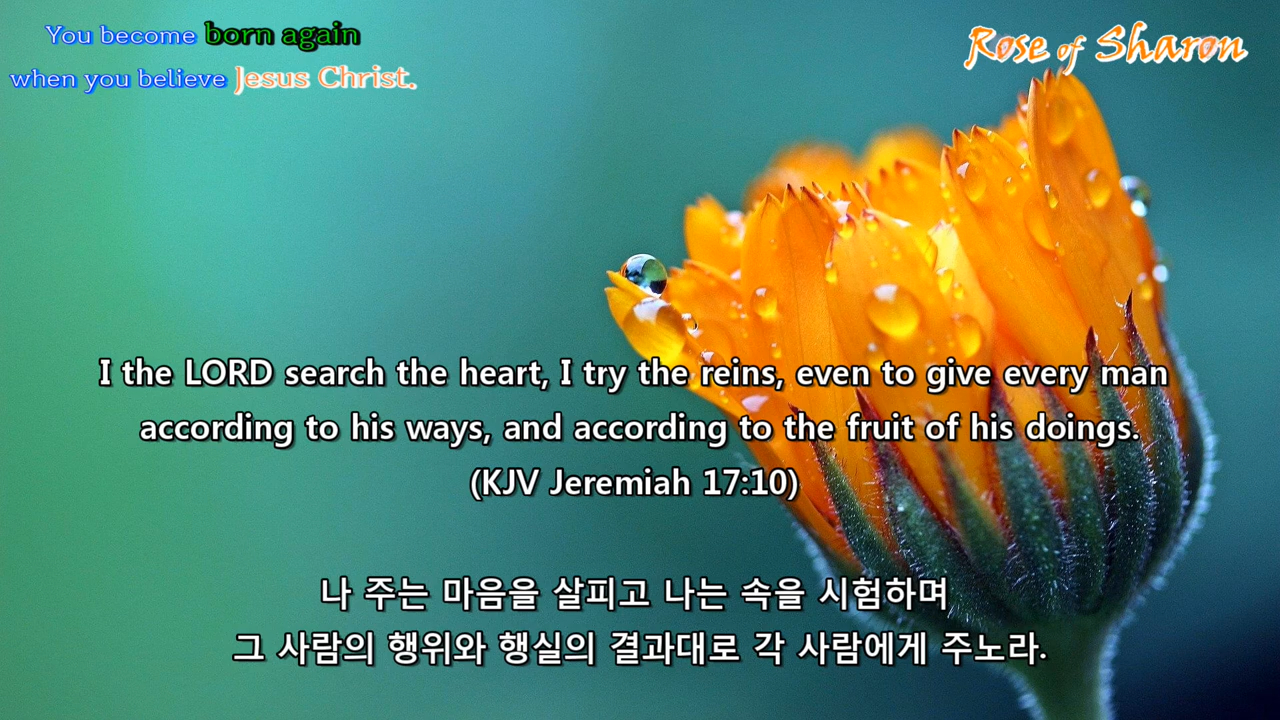 You become born again
when you believe Jesus Christ.
Rose of Sharon
I the LORD search the heart, I try the reins, even to give every man
according to his ways, and according to the fruit of his doings.
(KJV Jeremiah 17:10)
나 주는 마음을 살피고 나는 속을 시험하며
그 사람의 행위와 행실의 결과대로 각 사람에게 주노라.